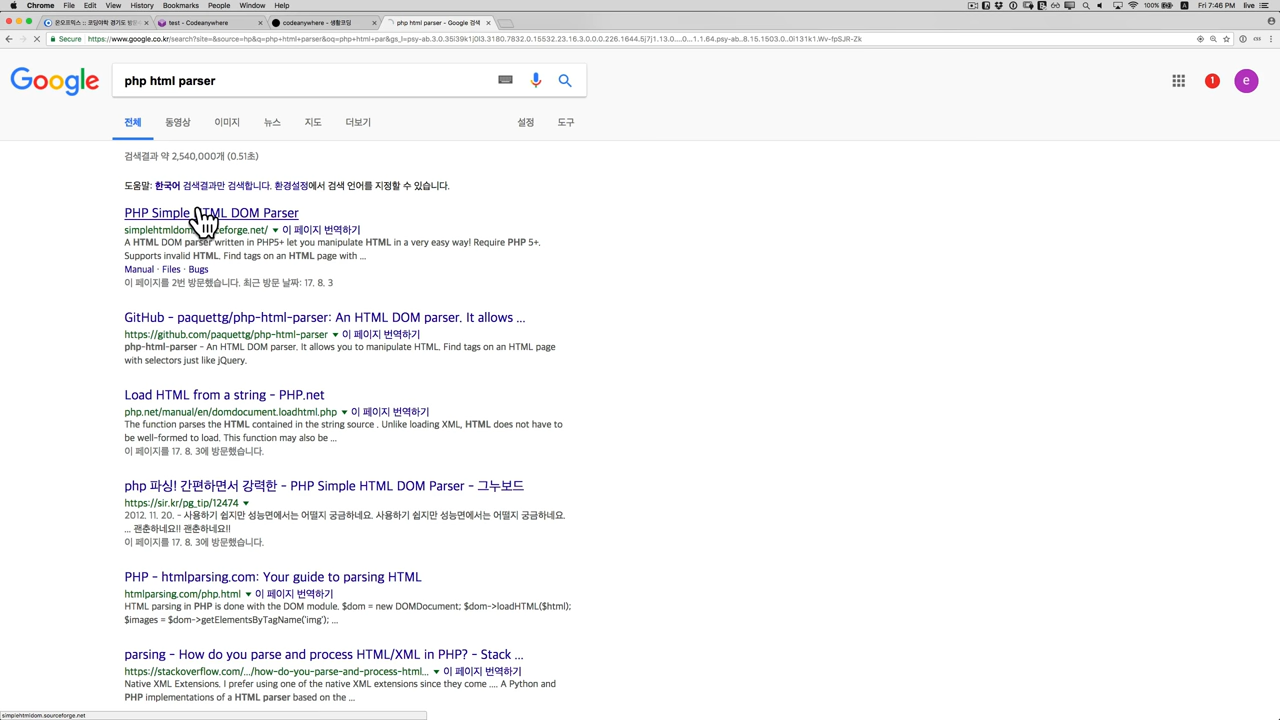 Chrome File Edit View History Bookmarks People Window Help
100% Fri 7:46 PM live
온오프믹스 :: 코딩야학 경기도 방문
test - Codeanywhere
codeanywhere - 생활코딩
php html parser - Google 검색
Secure
Google
php html parser
1
e
전체 동영상 이미지 뉴스 지도 더보기 설정 도구
검색결과 약 2,540,000개 (0.51초)
도움말: 한국어 검색결과만 검색합니다. 환경설정에서 검색 언어를 지정할 수 있습니다.
PHP Simple HTML DOM Parser
이 페이지 번역하기
A HTML DOM parser written in PHP5+ let you manipulate HTML in a very easy way! Require PHP 5+.
Supports invalid HTML. Find tags on an HTML page with ...
Manual · Files · Bugs
이 페이지를 2번 방문했습니다. 최근 방문 날짜: 17. 8. 3
GitHub - paquettg/php-html-parser: An HTML DOM parser. It allows ...
https://github.com/paquettg/php-html-parser 이 페이지 번역하기
php-html-parser - An HTML DOM parser. It allows you to manipulate HTML. Find tags on an HTML page
with selectors just like jQuery.
Load HTML from a string - PHP.net
php.net/manual/en/domdocument.loadhtml.php 이 페이지 번역하기
The function parses the HTML contained in the string source . Unlike loading XML, HTML does not have to
be well-formed to load. This function may also be ...
이 페이지를 17. 8. 3에 방문했습니다.
php 파싱! 간편하면서 강력한 - PHP Simple HTML DOM Parser - 그누보드
https://sir.kr/pg_tip/12474
2012. 11. 20. - 사용하기 쉽지만 성능면에서는 어떨지 궁금하네요. 사용하기 쉽지만 성능면에서는 어떨지 궁금하네요.
... 괜춘하네요!! 괜춘하네요!!
이 페이지를 17. 8. 3에 방문했습니다.
PHP - htmlparsing.com: Your guide to parsing HTML
htmlparsing.com/php.html 이 페이지 번역하기
HTML parsing in PHP is done with the DOM module. $dom = new DOMDocument; $dom->loadHTML($html);
$images = $dom->getElementsByTagName('img'); ...
parsing - How do you parse and process HTML/XML in PHP? - Stack ...
https://stackoverflow.com/.../how-do-you-parse-and-process-html... 이 페이지 번역하기
Native XML Extensions. I prefer using one of the native XML extensions since they come .... A Python and
PHP implementations of a HTML parser based on the ...
simplehtmldom.sourceforge.net